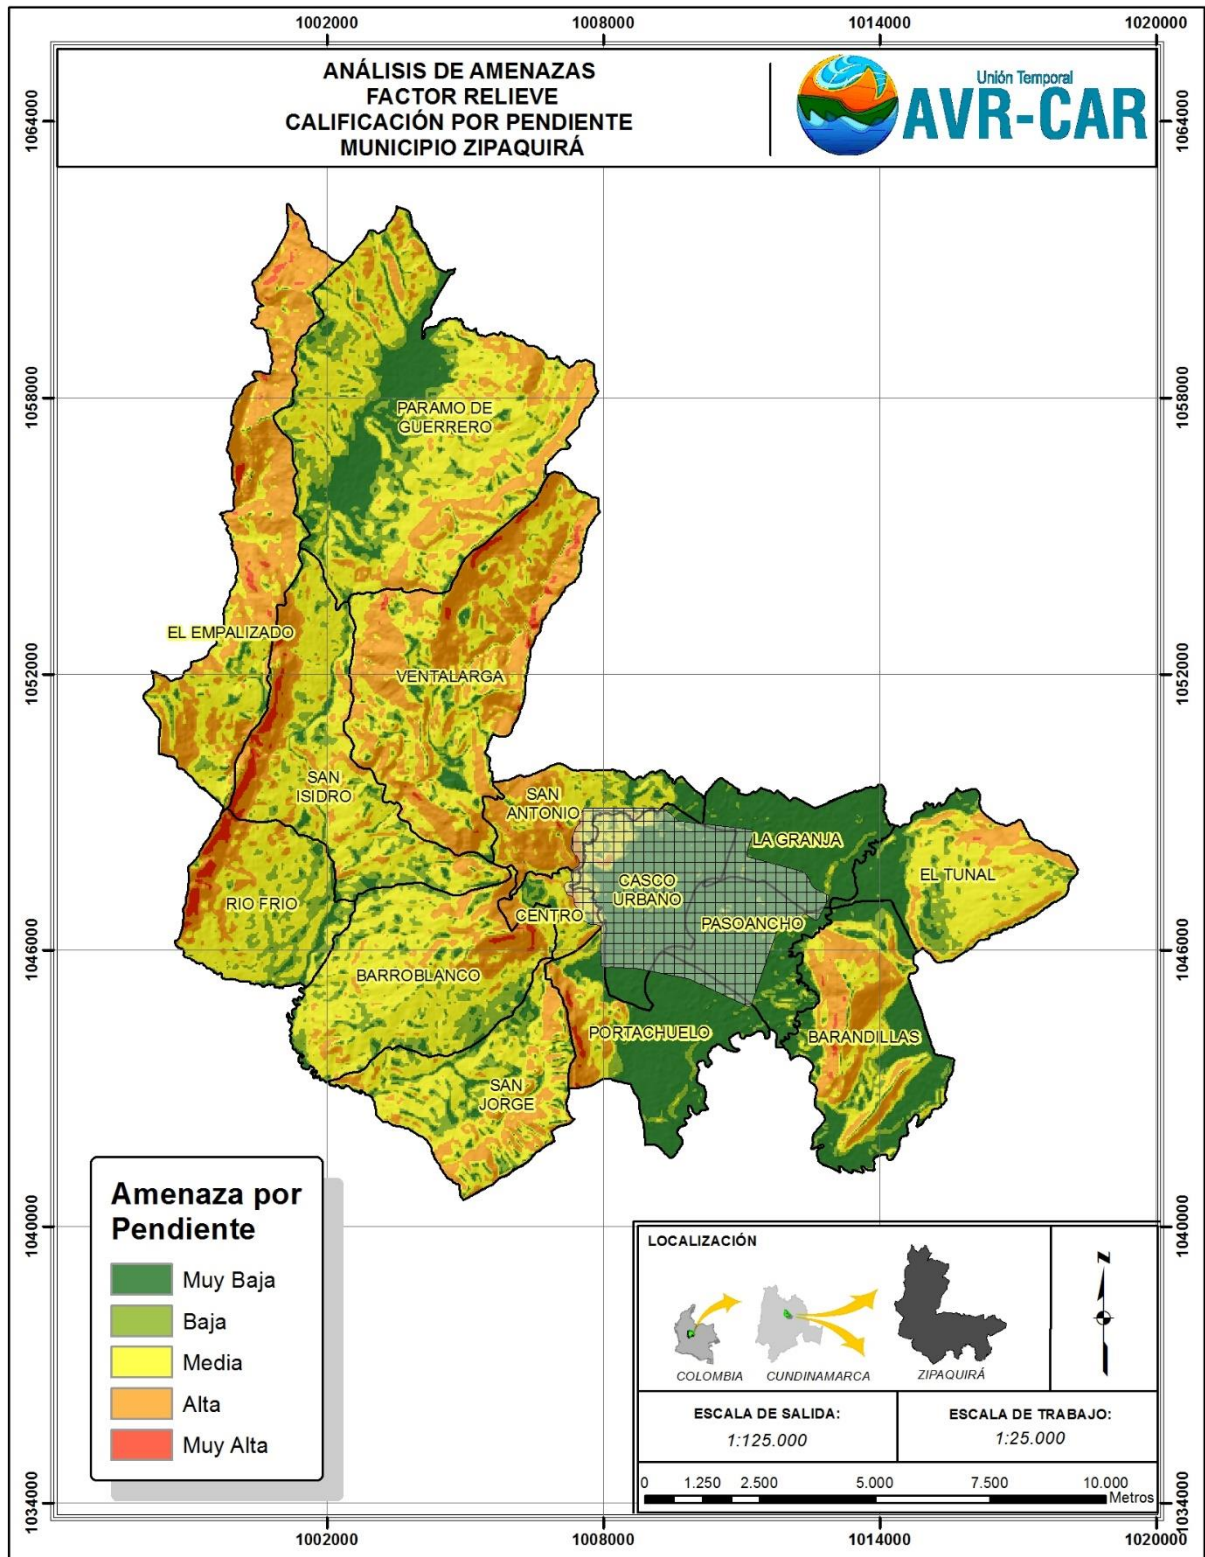 1002000
1008000
1014000
1020000
ANÁLISIS DE AMENAZAS
FACTOR RELIEVE
CALIFICACIÓN POR PENDIENTE
MUNICIPIO ZIPAQUIRÁ
Unión Temporal
AVR-CAR
1064000
1064000
1058000
1058000
PARAMO DE
GUERRERO
EL EMPALIZADO
VENTALARGA
1052000
1052000
SAN
ISIDRO
SAN
ANTONIO
LA GRANJA
CASCO
URBANO
EL TUNAL
RIO FRIO
CENTRO
PASOANCHO
1046000
1046000
BARROBLANCO
PORTACHUELO
BARANDILLAS
SAN
JORGE
1040000
1040000
Amenaza por
Pendiente
Muy Baja
Baja
Media
Alta
Muy Alta
LOCALIZACIÓN
COLOMBIA
CUNDINAMARCA
ZIPAQUIRÁ
Z
ESCALA DE SALIDA:
1:125.000
ESCALA DE TRABAJO:
1:25.000
0 1.250 2.500 5.000 7.500 10.000
Metros
1034000
1034000
1002000
1008000
1014000
1020000